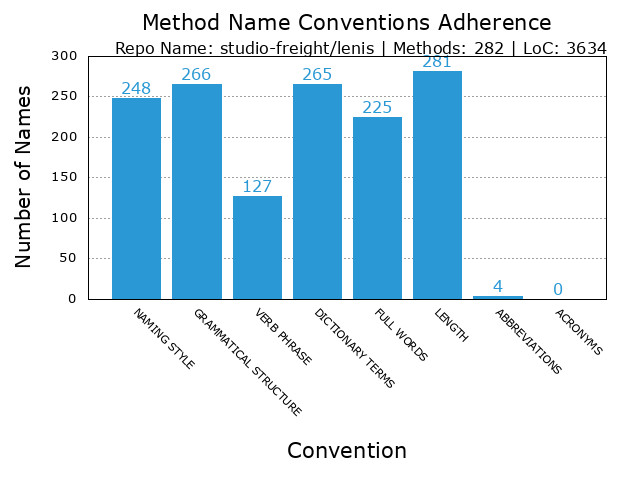 Method Name Conventions Adherence
Repo Name: studio-freight/lenis | Methods: 282 | LoC: 3634
Number of Names
300
250
200
150
100
50
0
248
266
127
265
225
281
4
0
NAMING STYLE
GRAMMATICAL STRUCTURE
VERB PHRASE
DICTIONARY TERMS
FULL WORDS
LENGTH
ABBREVIATIONS
ACRONYMS
Convention